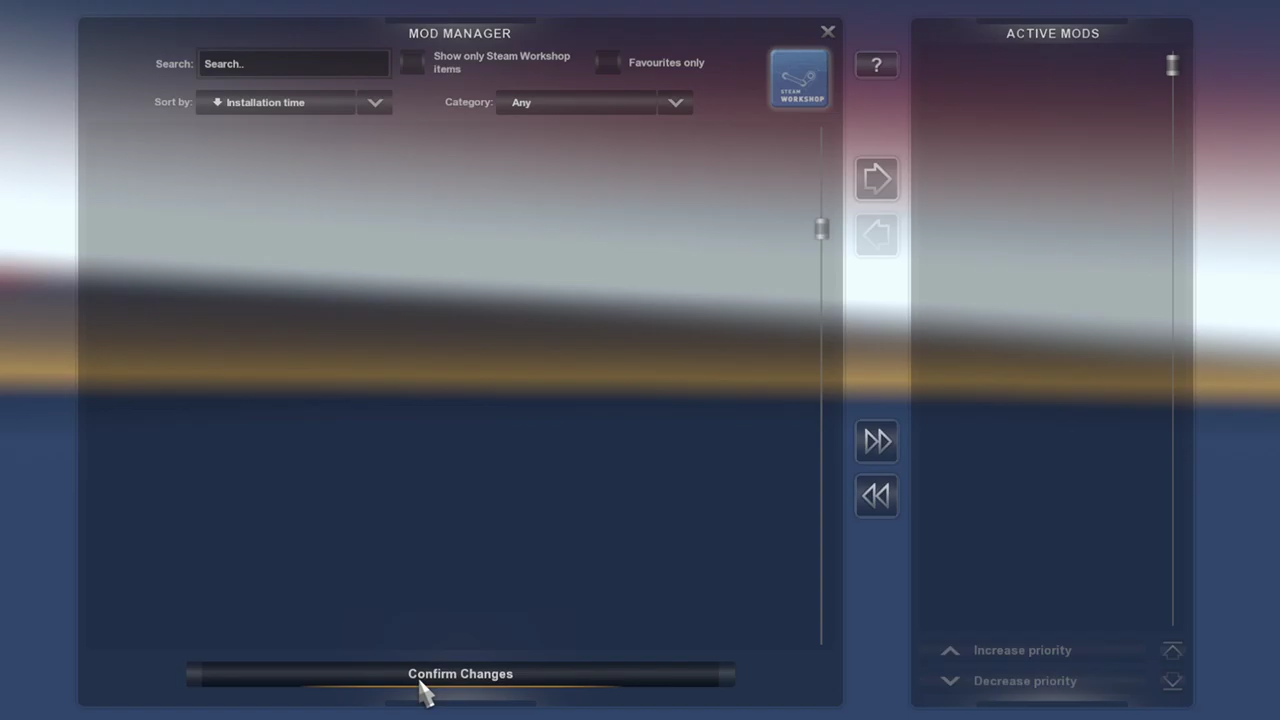 MOD MANAGER
Search:
Search..
Show only Steam Workshop
items
Favourites only
Sort by:
Installation time
Category:
Any
STEAM
WORKSHOP
?
ACTIVE MODS
Increase priority
Decrease priority
Confirm Changes